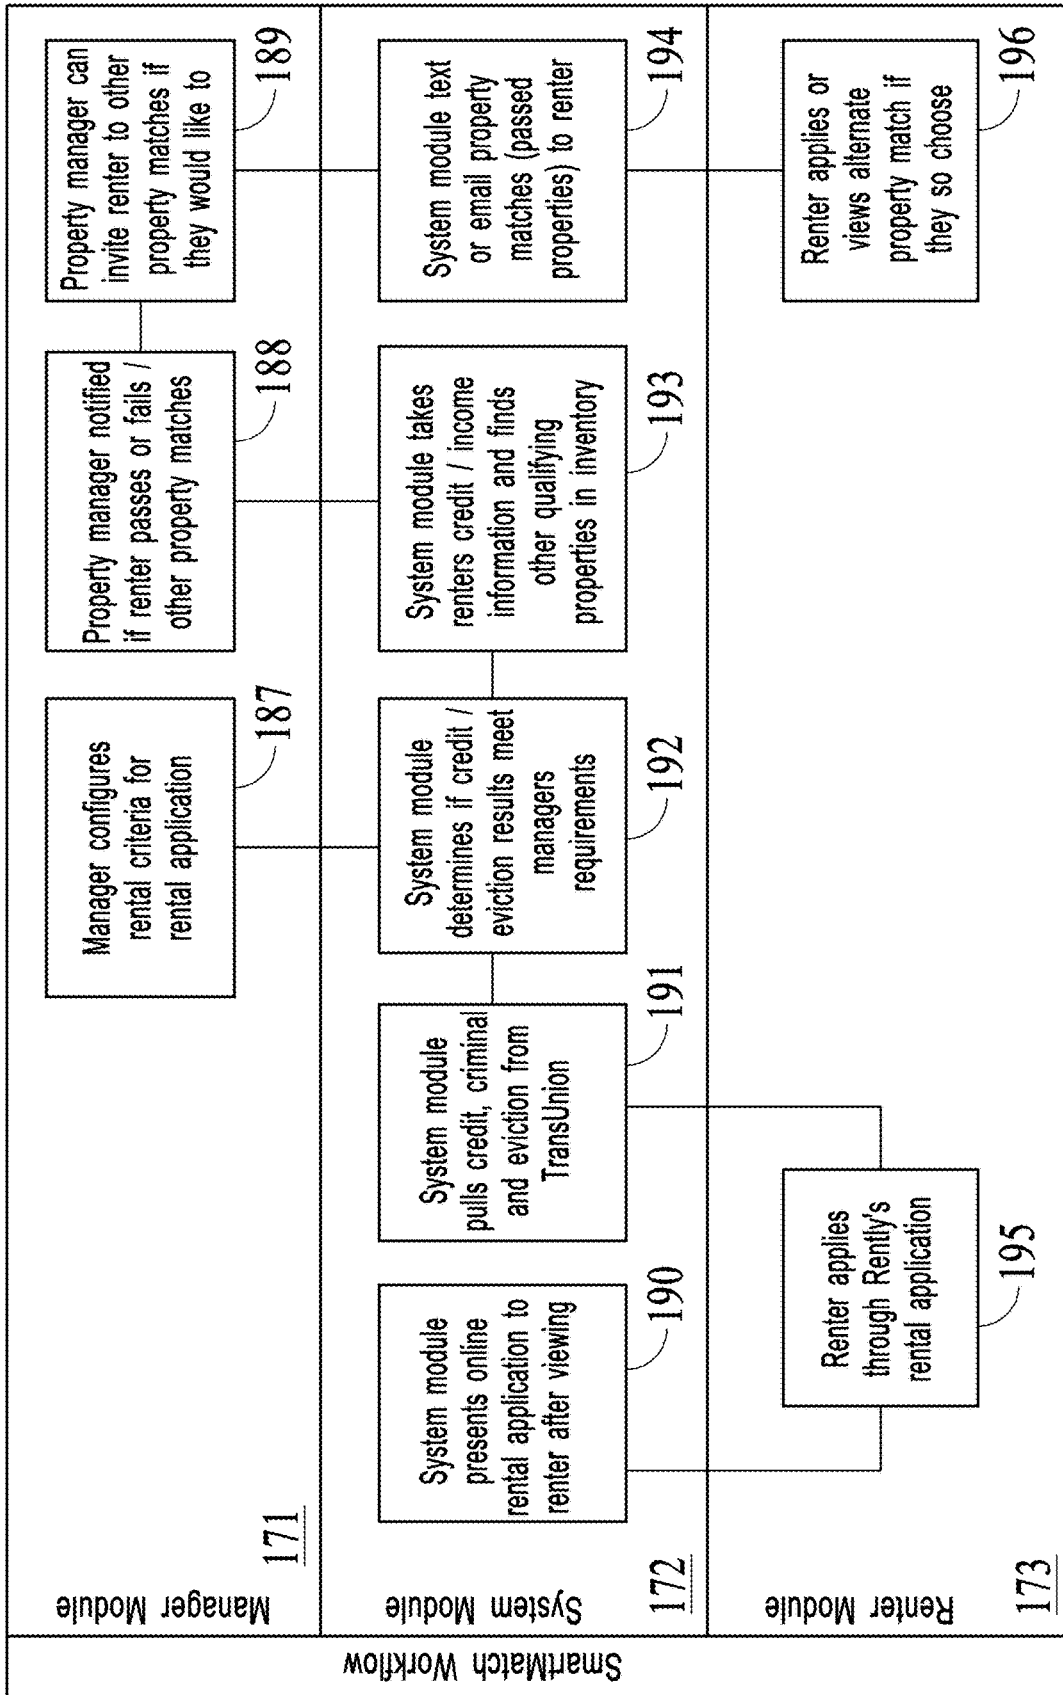 SmartMatch Workflow
Manager Module
171
Manager configures
rental criteria for
rental application
187
Property manager notified
if renter passes or fails /
other property matches
188
Property manager can
invite renter to other
property matches if
they would like to
189
System Module
172
System module
presents online
rental application to
renter after viewing
190
System module
pulls credit, criminal
and eviction from
TransUnion
191
System module
determines if credit /
eviction results meet
managers
requirements
192
System module takes
renters credit / income
information and finds
other qualifying
properties in inventory
193
System module text
or email property
matches (passed
properties) to renter
194
Renter Module
173
Renter applies
through Rently's
rental application
195
Renter applies or
views alternate
property match if
they so choose
196